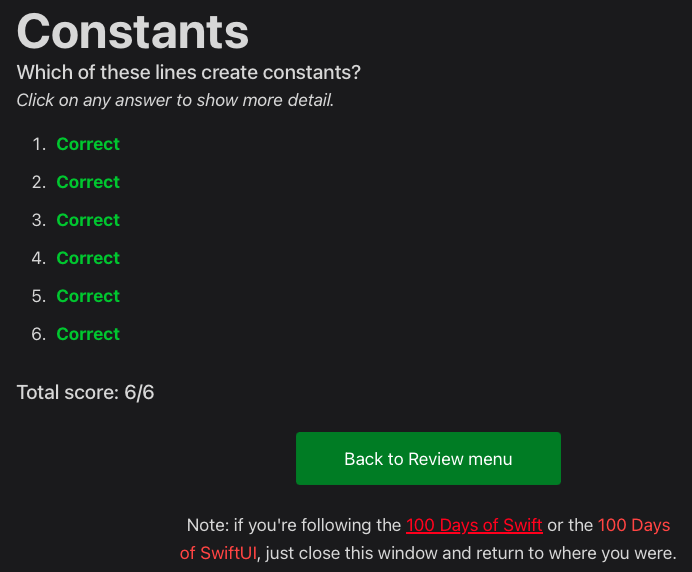 Constants
Which of these lines create constants?
Click on any answer to show more detail.
1. Correct
2. Correct
3. Correct
4. Correct
5. Correct
6. Correct
Total score: 6/6
Back to Review menu
Note: if you're following the 100 Days of Swift or the 100 Days
of SwiftUI, just close this window and return to where you were.